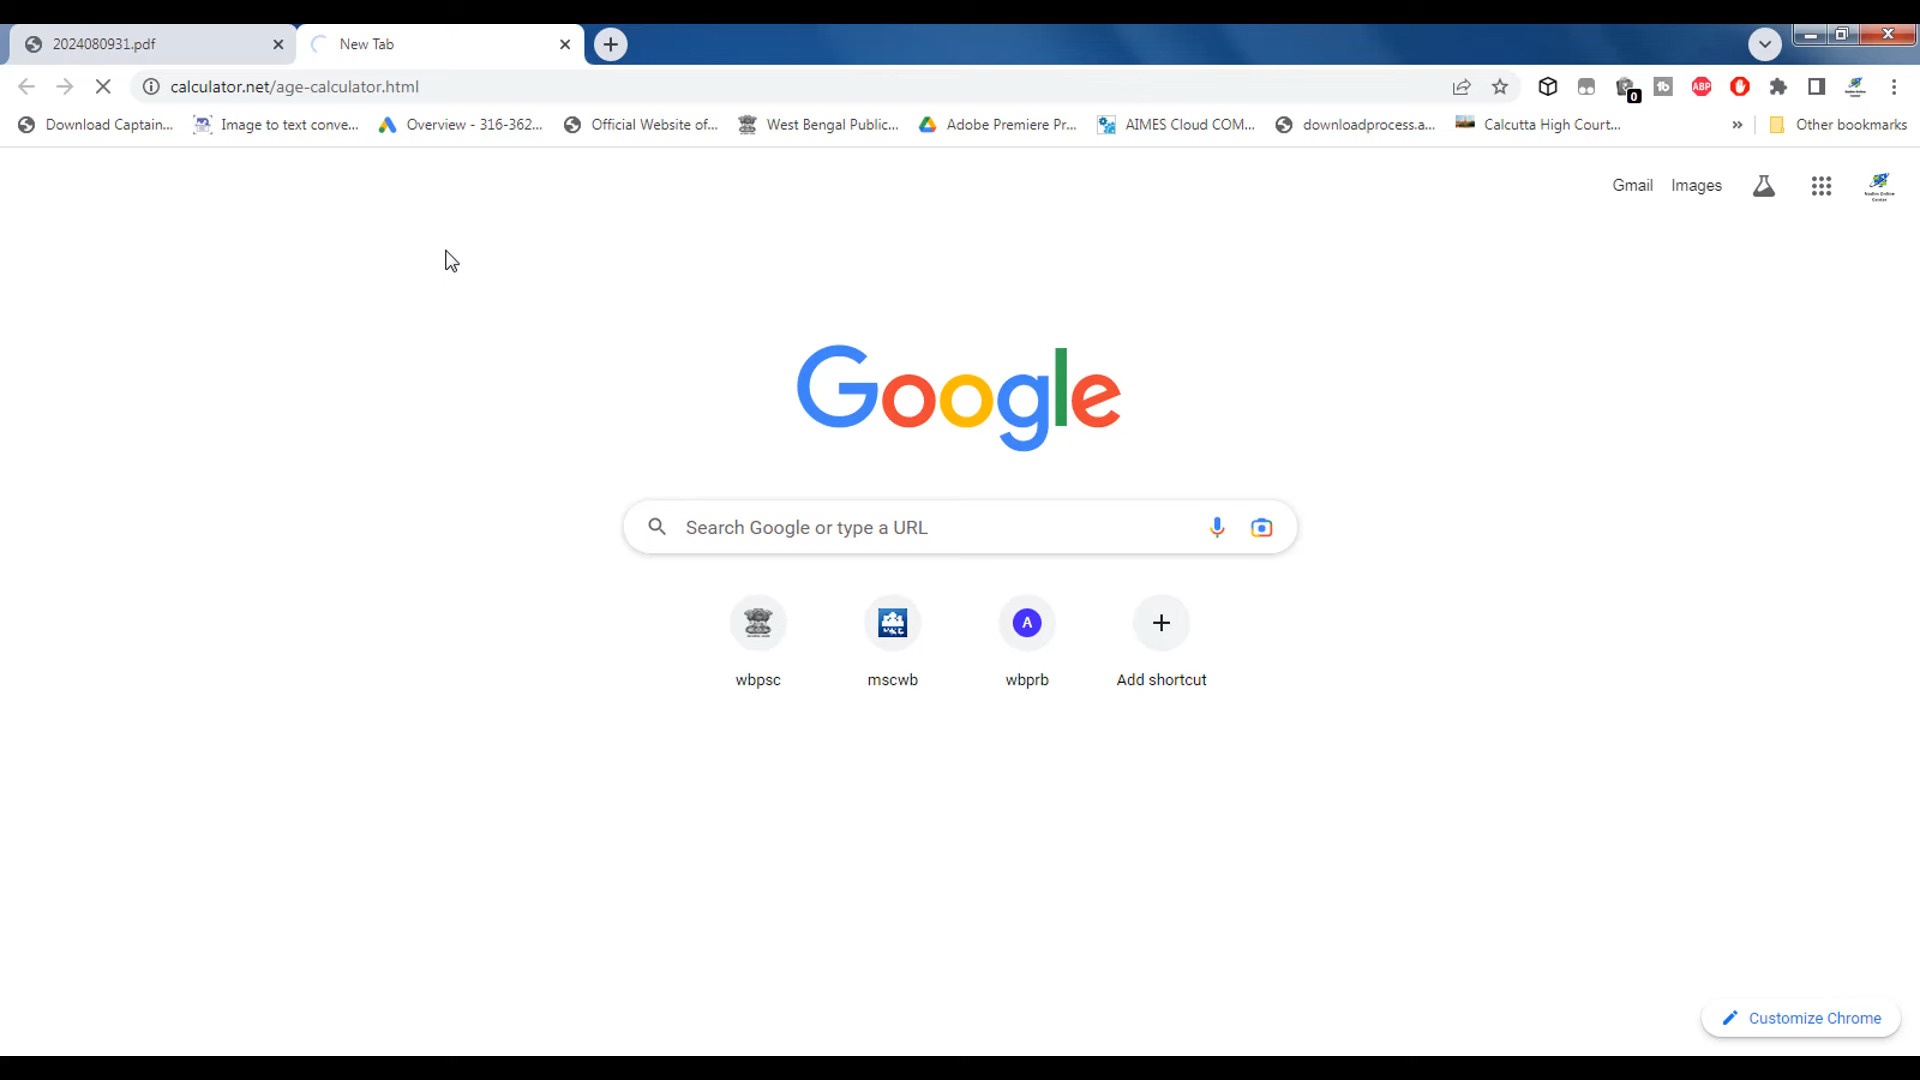 2024080931.pdf
New Tab
calculator.net/age-calculator.html
0
ABP
Download Captain...
Image to text conve...
Overview - 316-362...
Official Website of...
West Bengal Public...
Adobe Premiere Pr...
AIMES Cloud COM...
downloadprocess.a...
Calcutta High Court...
»
Other bookmarks
Gmail
Images
Google
Search Google or type a URL
A
wbpsc
mscwb
wbprb
Add shortcut
Customize Chrome